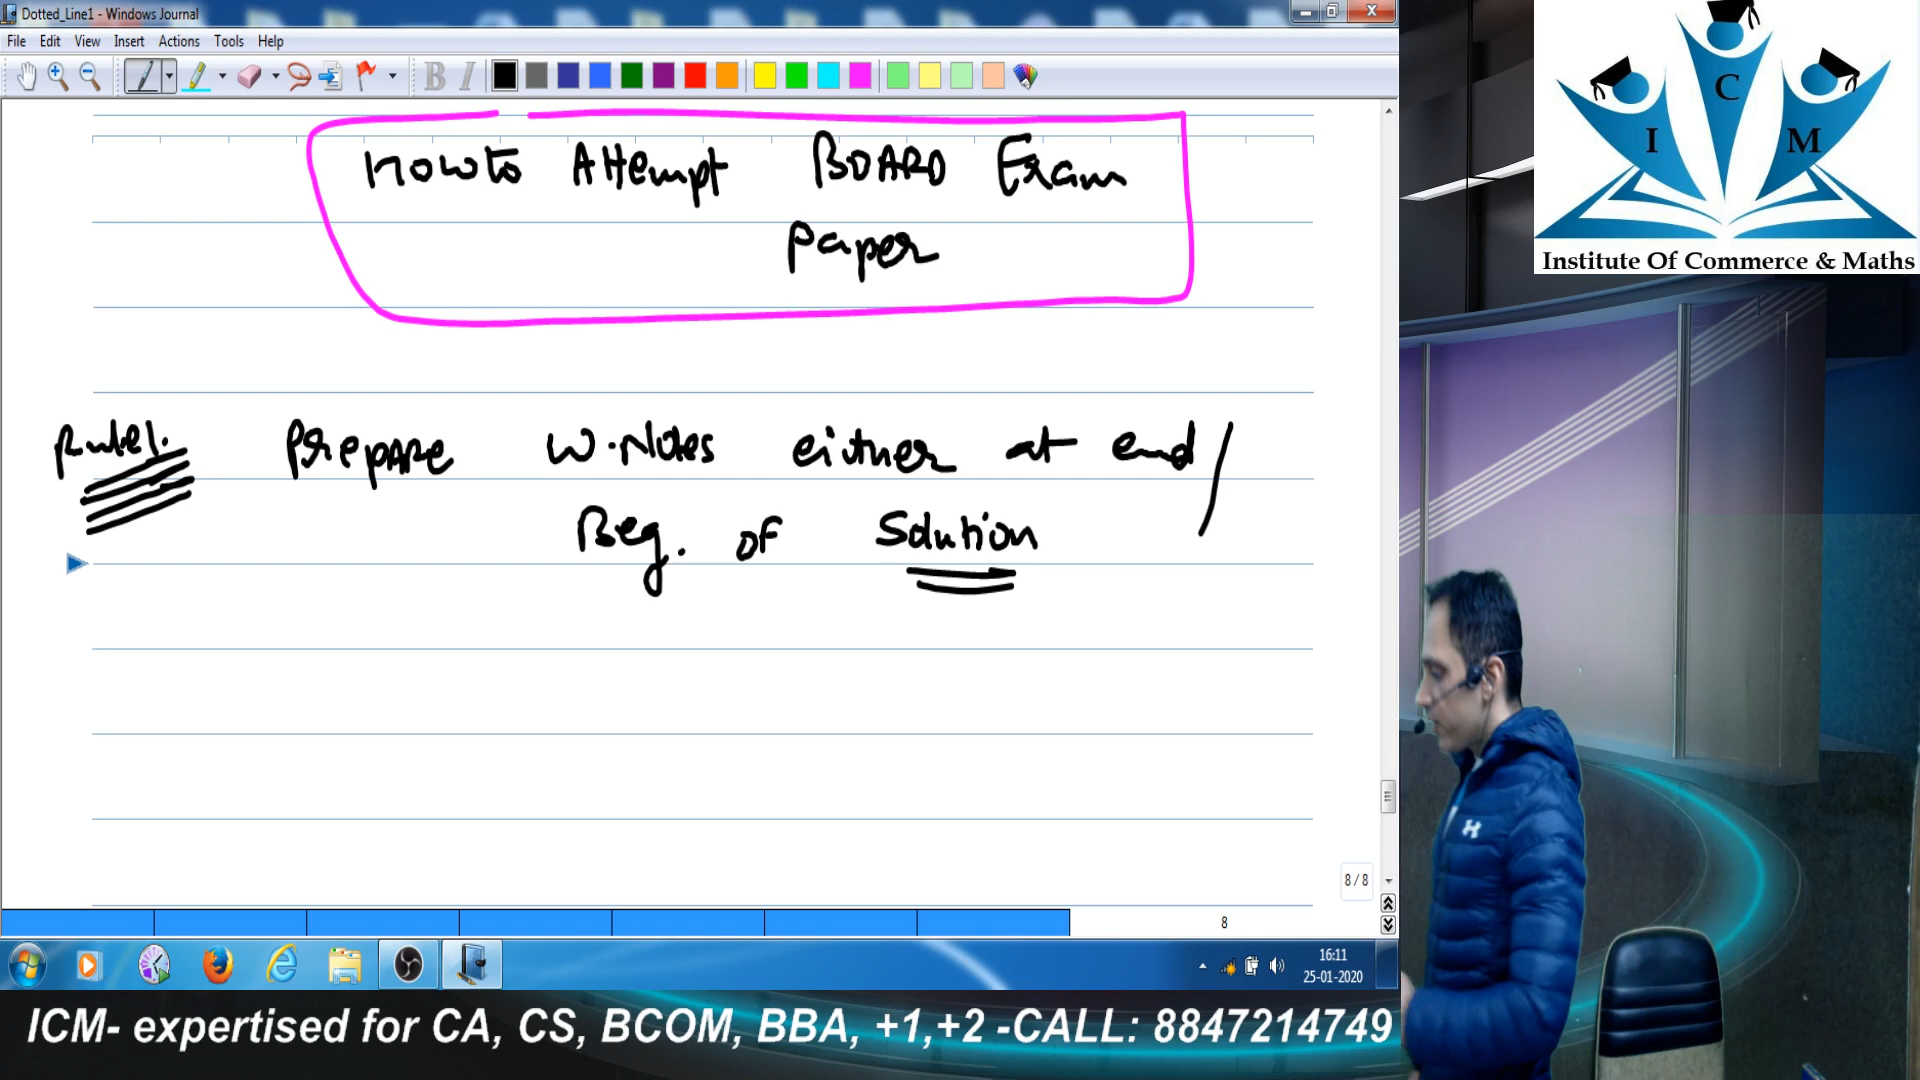 Dotted_Line1 - Windows Journal
File Edit View Insert Actions Tools Help
B I
How to Attempt BOARD Exam
Paper
Rule1. Prepare W.Notes either at end/
Beg. of Solution
8/8
8
16:11
25-01-2020
I C M
Institute Of Commerce & Maths
ICM- expertised for CA, CS, BCOM, BBA, +1,+2 -CALL: 8847214749